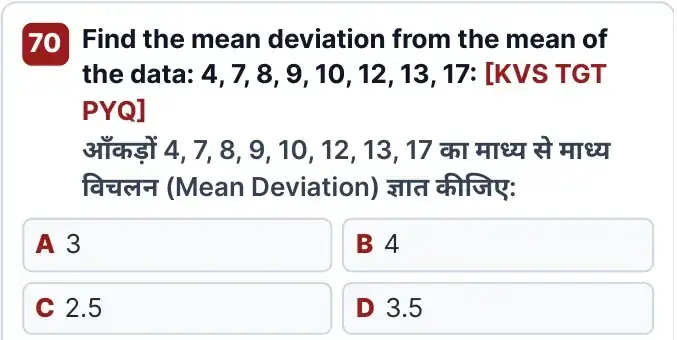 70 Find the mean deviation from the mean of
the data: 4, 7, 8, 9, 10, 12, 13, 17: [KVS TGT
PYQ]
आँकड़ों 4, 7, 8, 9, 10, 12, 13, 17 का माध्य से माध्य
विचलन (Mean Deviation) ज्ञात कीजिए:
A 3
B 4
C 2.5
D 3.5